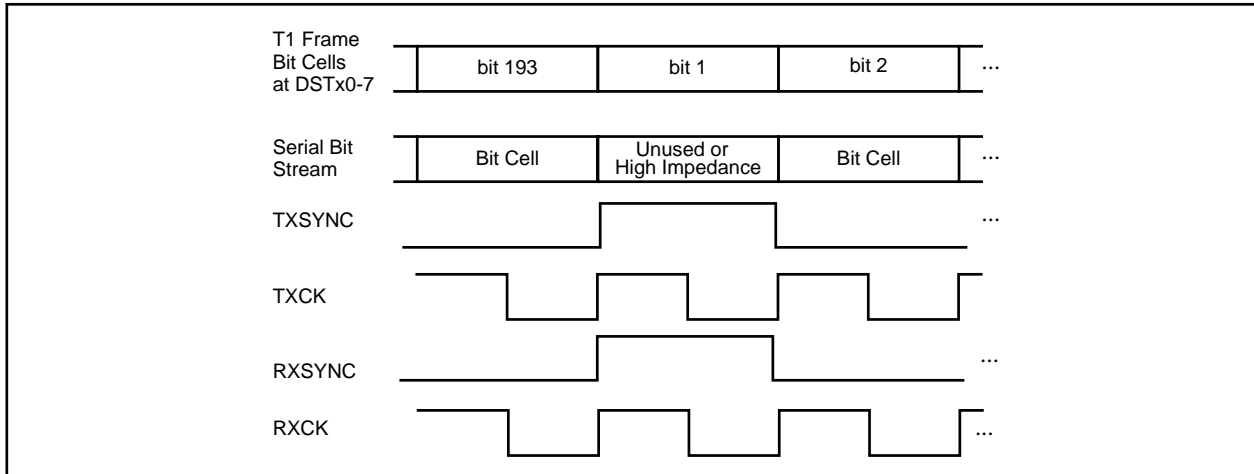 T1 Frame
Bit Cells
at DSTx0-7
bit 193
bit 1
bit 2
...
Serial Bit
Stream
Bit Cell
Unused or
High Impedance
Bit Cell
...
TXSYNC
...
TXCK
RXSYNC
...
RXCK
...